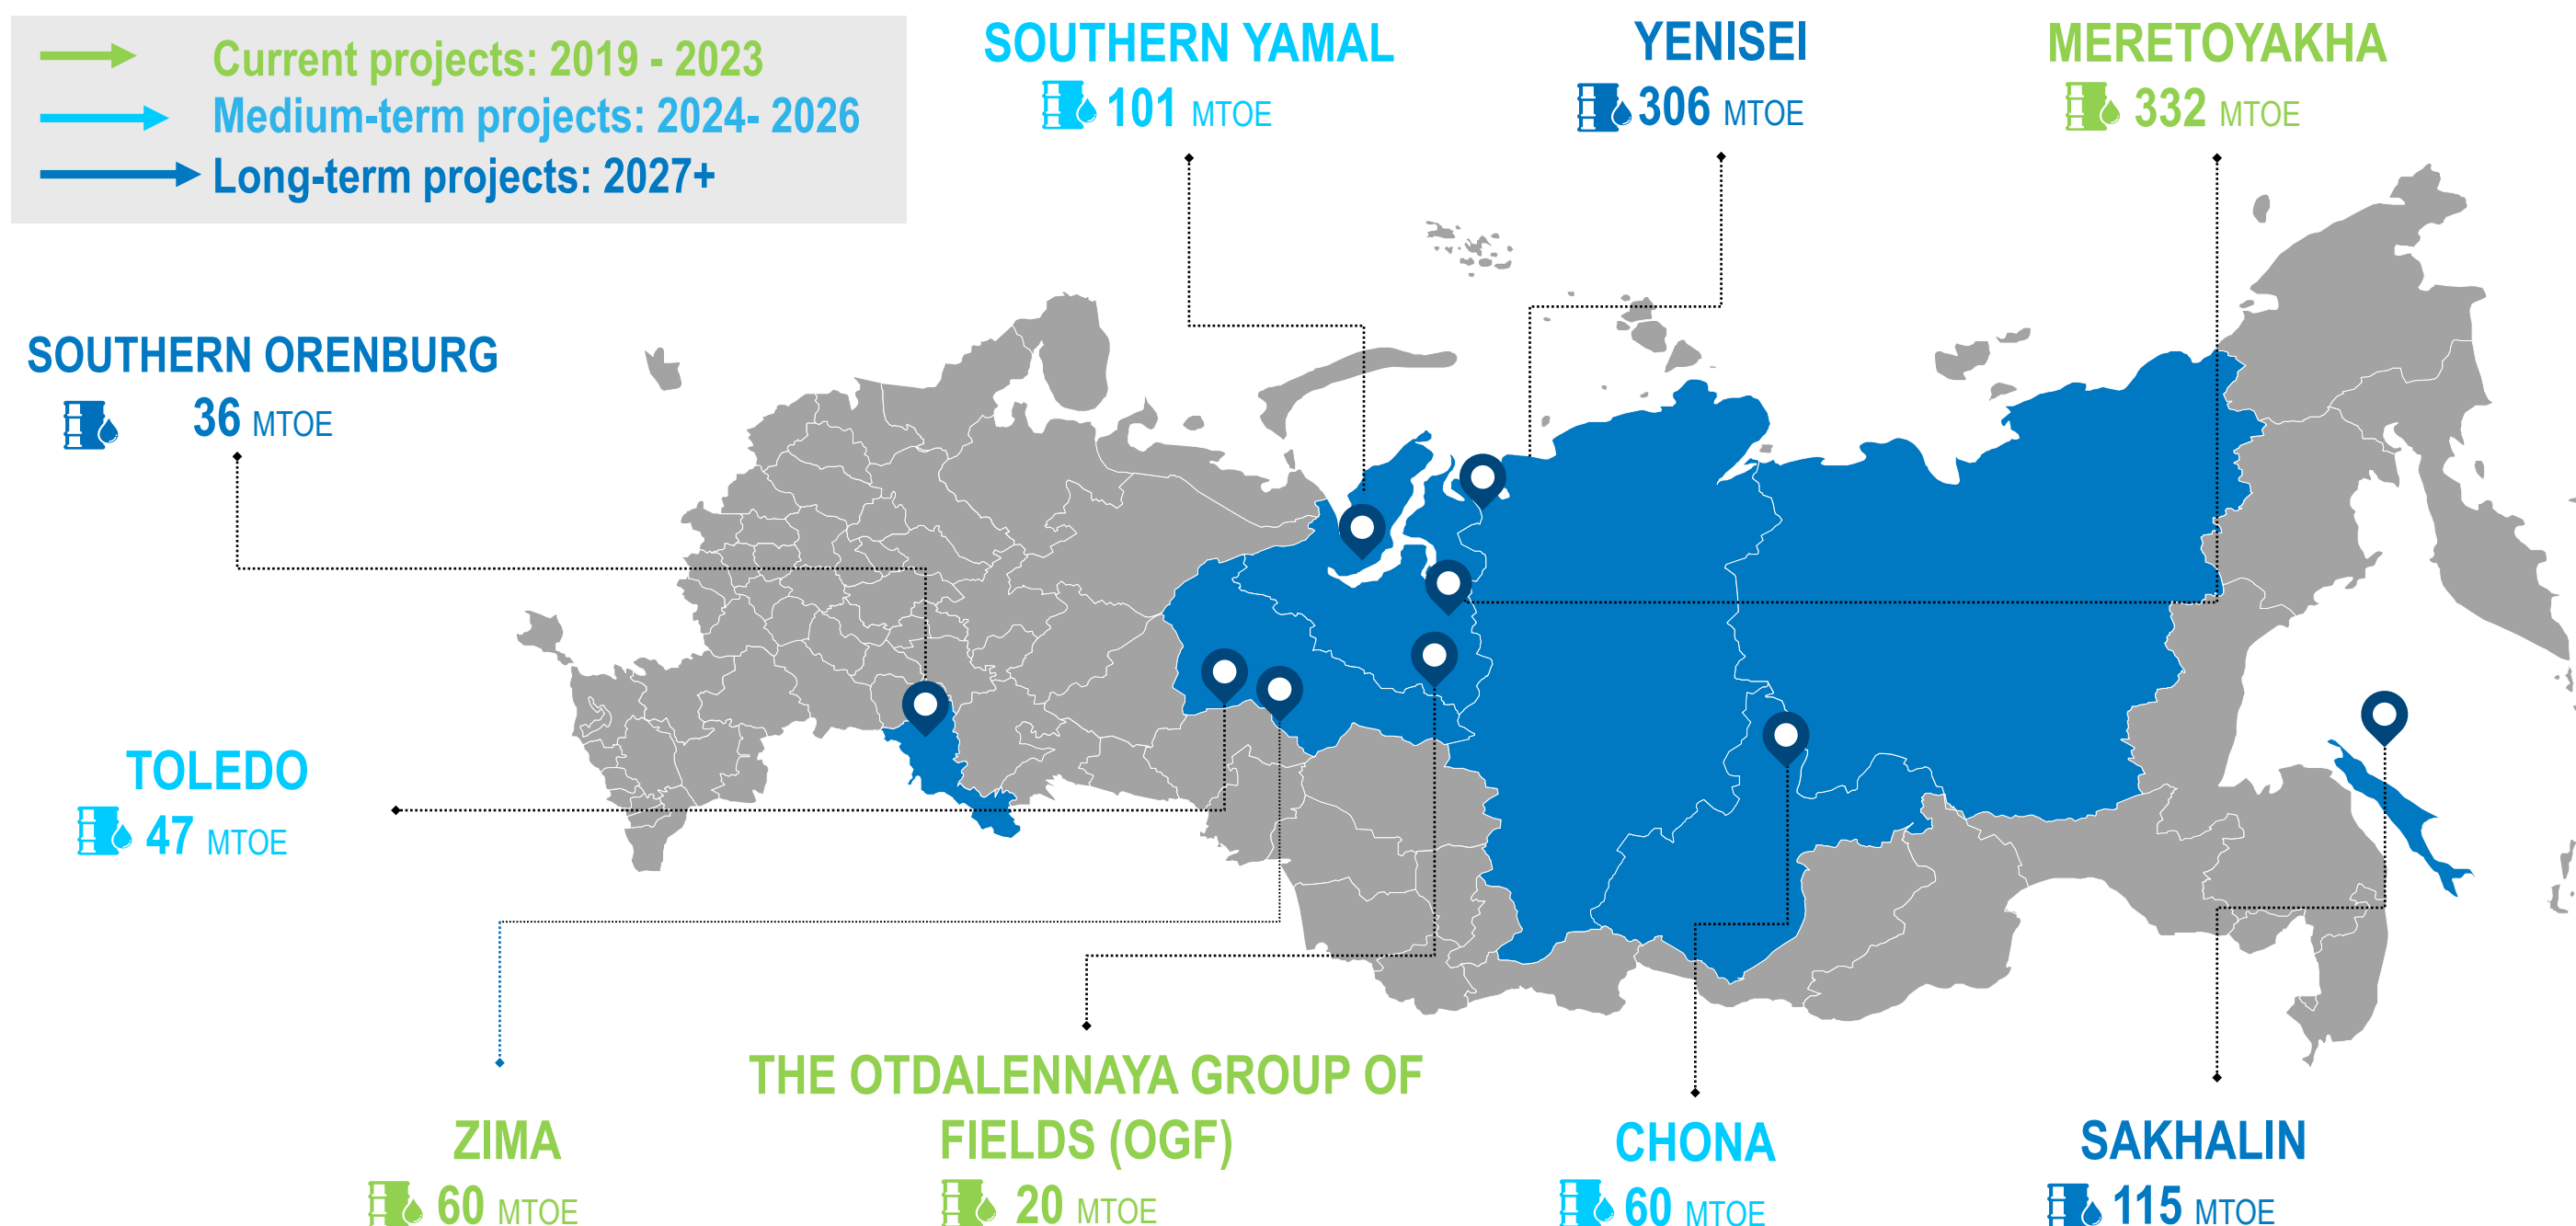 Current projects: 2019 - 2023
Medium-term projects: 2024- 2026
Long-term projects: 2027+
SOUTHERN YAMAL
101 MTOE
YENISEI
306 MTOE
MERETOYAKHA
332 MTOE
SOUTHERN ORENBURG
36 MTOE
TOLEDO
47 MTOE
ZIMA
60 MTOE
THE OTDALENNAYA GROUP OF
FIELDS (OGF)
20 MTOE
CHONA
60 MTOE
SAKHALIN
115 MTOE